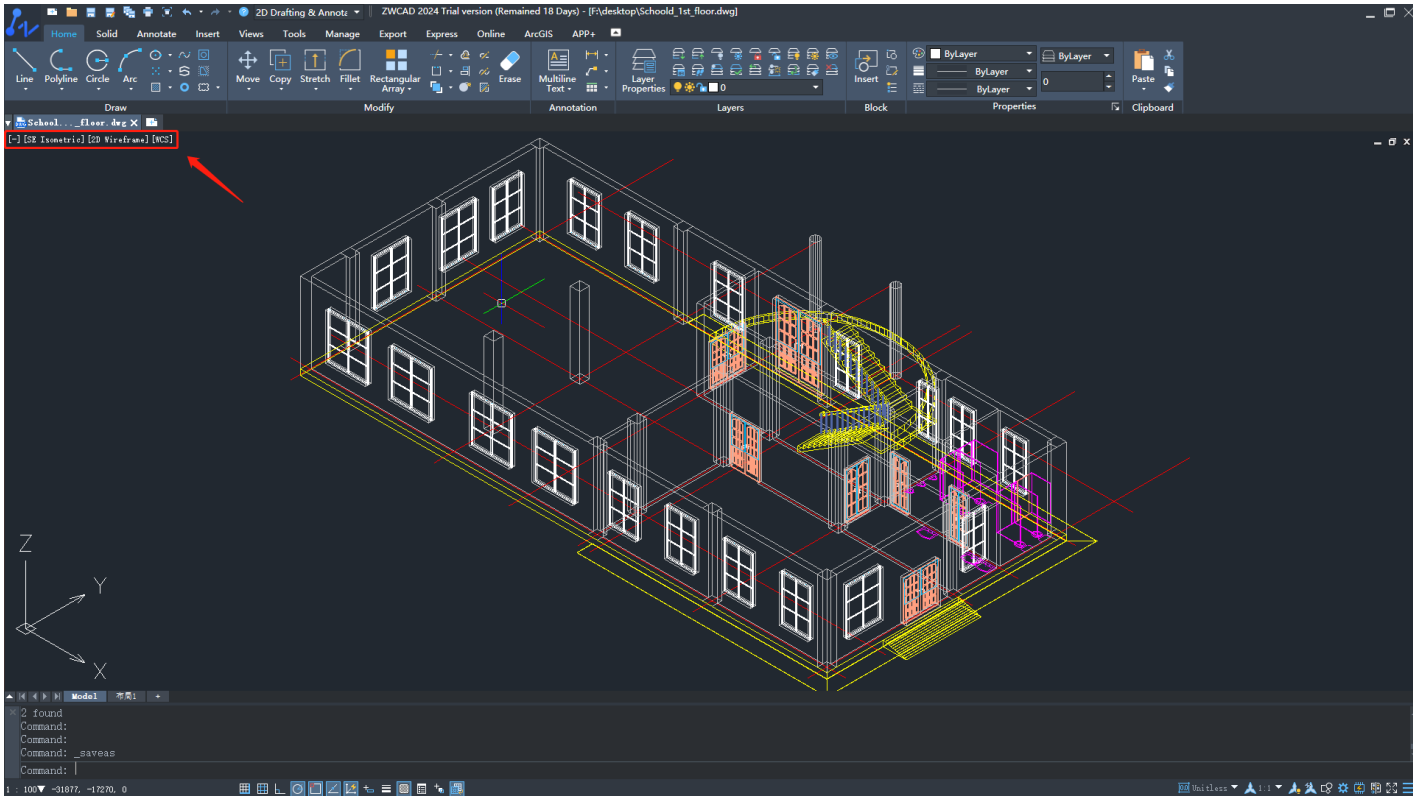 2D Drafting & Annota
ZWCAD 2024 Trial version (Remained 18 Days) - [F:\desktop\Schoold_1st_floor.dwg]
Home Solid Annotate Insert Views Tools Manage Export Express Online ArcGIS APP+
Line Polyline Circle Arc
Move Copy Stretch Fillet Rectangular Array
Erase
Multiline Text
Layer Properties
0
Insert
ByLayer
ByLayer
ByLayer
ByLayer
0
Paste
Draw Modify Annotation Layers Block Properties Clipboard
School..._floor.dwg
[-][SE Isometric][2D Wireframe][WCS]
Z
Y
X
Model 布局1 +
2 found
Command:
Command:
Command: _saveas
Command:
1 : 100▼ -31877, -17270, 0
Unitless
1:1